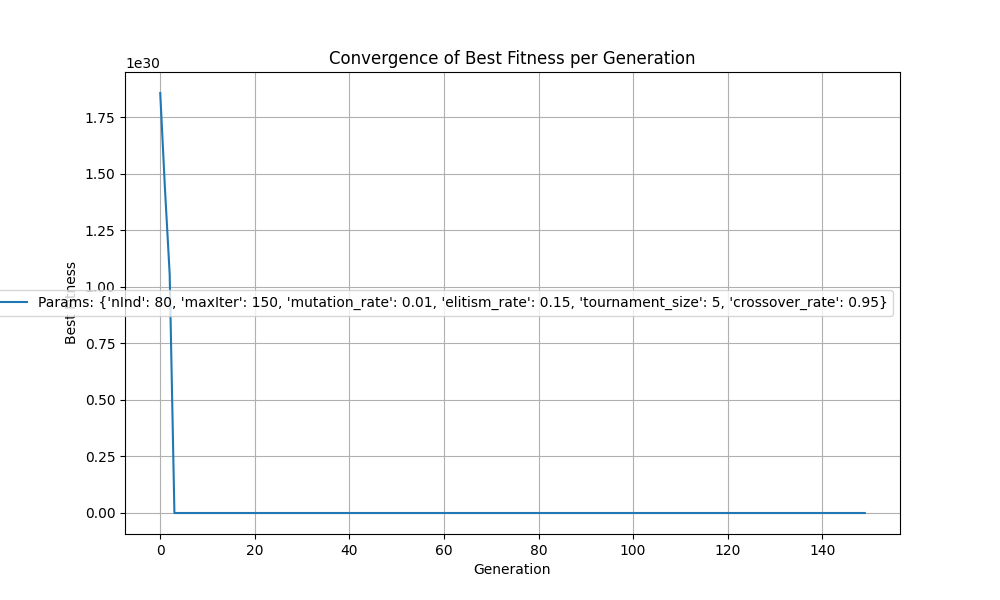 Convergence of Best Fitness per Generation
1e30
1.75
1.50
1.25
1.00
0.75
0.50
0.25
0.00
Best
Params: {'nInd': 80, 'maxIter': 150, 'mutation_rate': 0.01, 'elitism_rate': 0.15, 'tournament_size': 5, 'crossover_rate': 0.95}
0 20 40 60 80 100 120 140
Generation